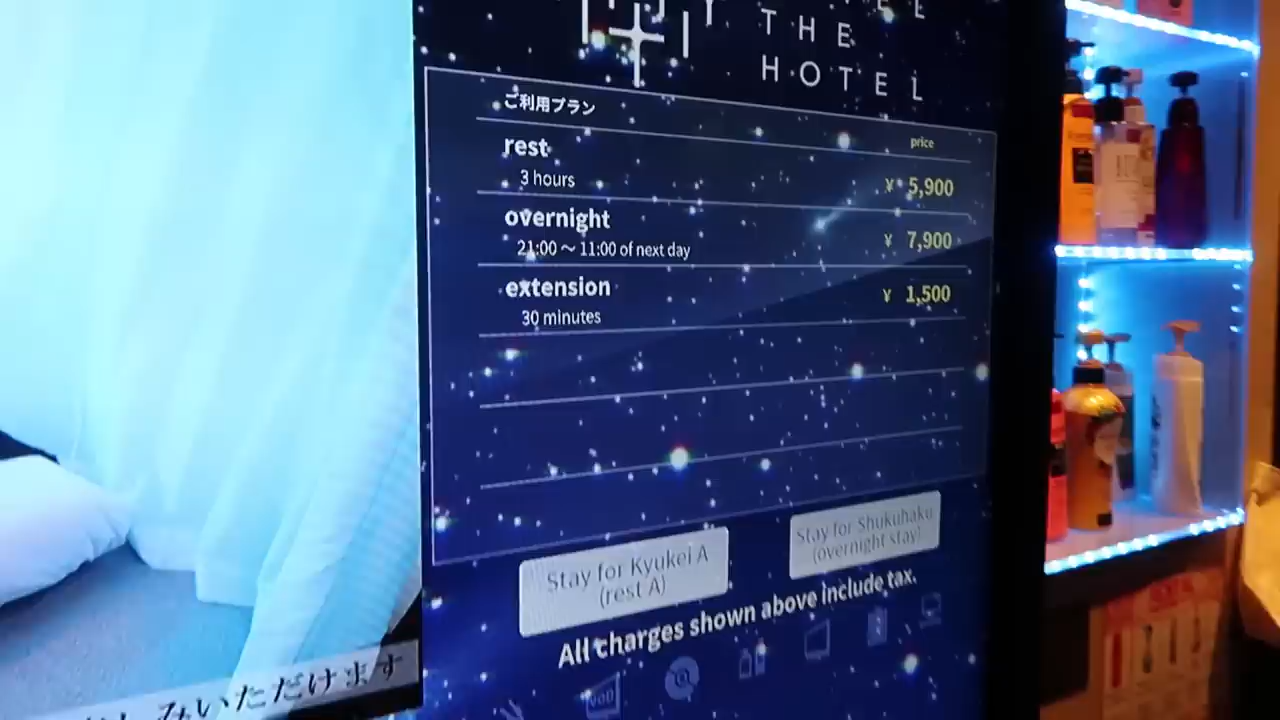 THE
HOTEL
ご利用プラン
price
rest
3 hours
¥ 5,900
overnight
21:00 ～ 11:00 of next day
¥ 7,900
extension
30 minutes
¥ 1,500
Stay for Kyukei A
(rest A)
Stay for Shukuhaku
(overnight stay)
All charges shown above include tax.
みいただけます